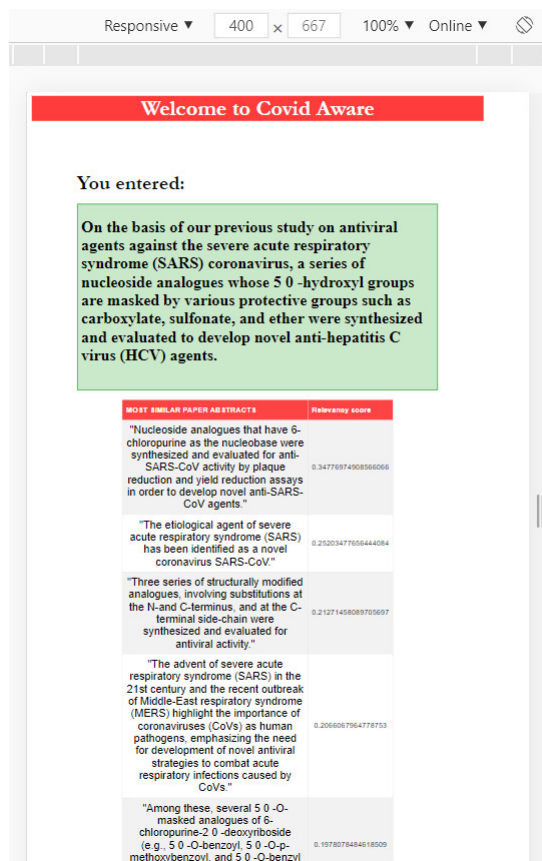 Responsive ▼ 400 × 667 100% ▼ Online ▼
Welcome to Covid Aware
You entered:
On the basis of our previous study on antiviral
agents against the severe acute respiratory
syndrome (SARS) coronavirus, a series of
nucleoside analogues whose 5 0 -hydroxyl groups
are masked by various protective groups such as
carboxylate, sulfonate, and ether were synthesized
and evaluated to develop novel anti-hepatitis C
virus (HCV) agents.
MOST SIMILAR PAPER ABSTRACTS Relevancy score
"Nucleoside analogues that have 6-
chloropurine as the nucleobase were
synthesized and evaluated for anti-
SARS-CoV activity by plaque
reduction and yield reduction assays
in order to develop novel anti-SARS-
CoV agents."
0.34776974908566066
"The etiological agent of severe
acute respiratory syndrome (SARS)
has been identified as a novel
coronavirus SARS-CoV."
0.25203477656444084
"Three series of structurally modified
analogues, involving substitutions at
the N-and C-terminus, and at the C-
terminal side-chain were
synthesized and evaluated for
antiviral activity."
0.21271458089705697
"The advent of severe acute
respiratory syndrome (SARS) in the
21st century and the recent outbreak
of Middle-East respiratory syndrome
(MERS) highlight the importance of
coronaviruses (CoVs) as human
pathogens, emphasizing the need
for development of novel antiviral
strategies to combat acute
respiratory infections caused by
CoVs."
0.2066067964778753
"Among these, several 5 0 -O-
masked analogues of 6-
chloropurine-2 0 -deoxyriboside
(e.g., 5 0 -O-benzoyl, 5 0 -O-p-
methoxybenzoyl, and 5 0 -O-benzyl
0.1978078484618509